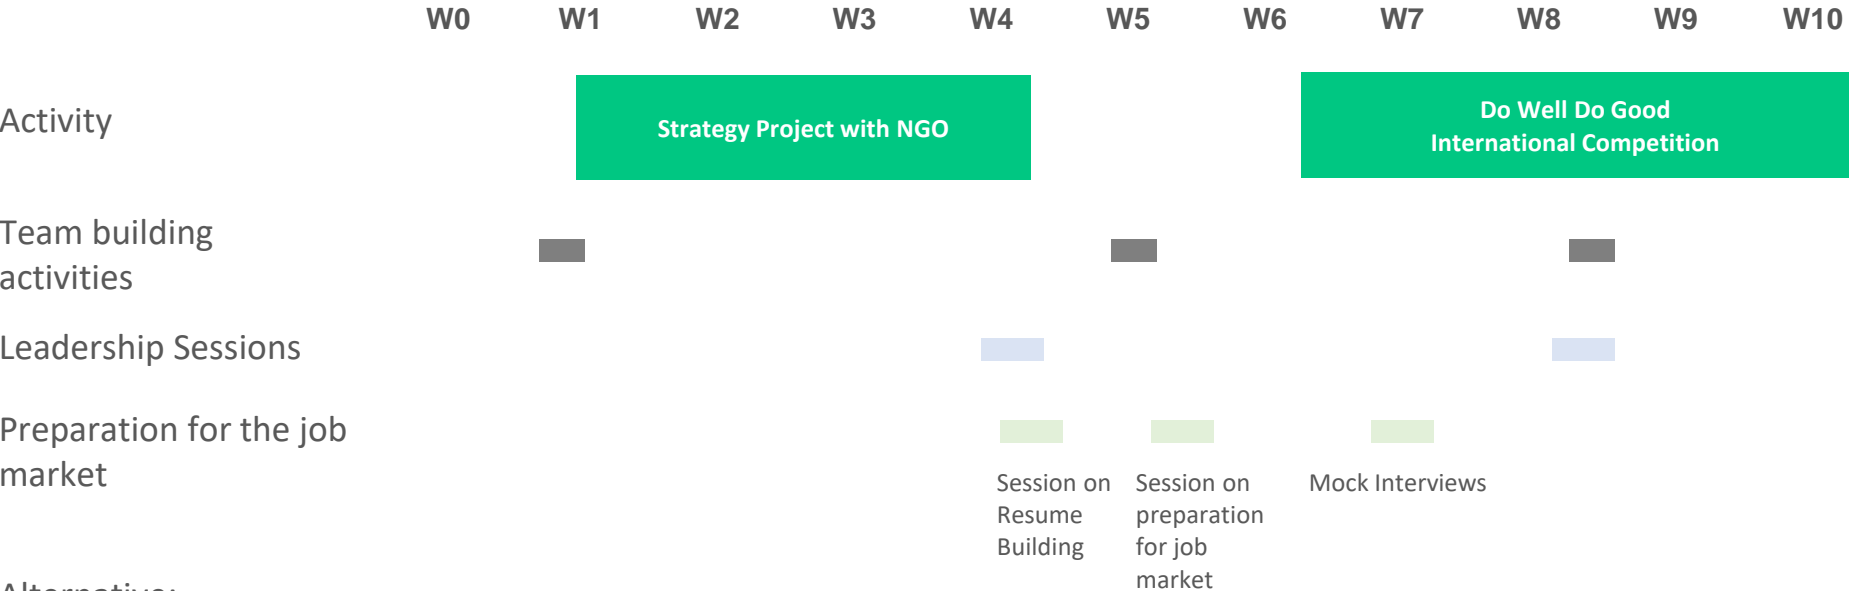 W0 W1 W2 W3 W4 W5 W6 W7 W8 W9 W10
Activity
Strategy Project with NGO
Do Well Do Good
International Competition
Team building
activities
Leadership Sessions
Preparation for the job
market
Session on
Resume
Building
Session on
preparation
for job
market
Mock Interviews